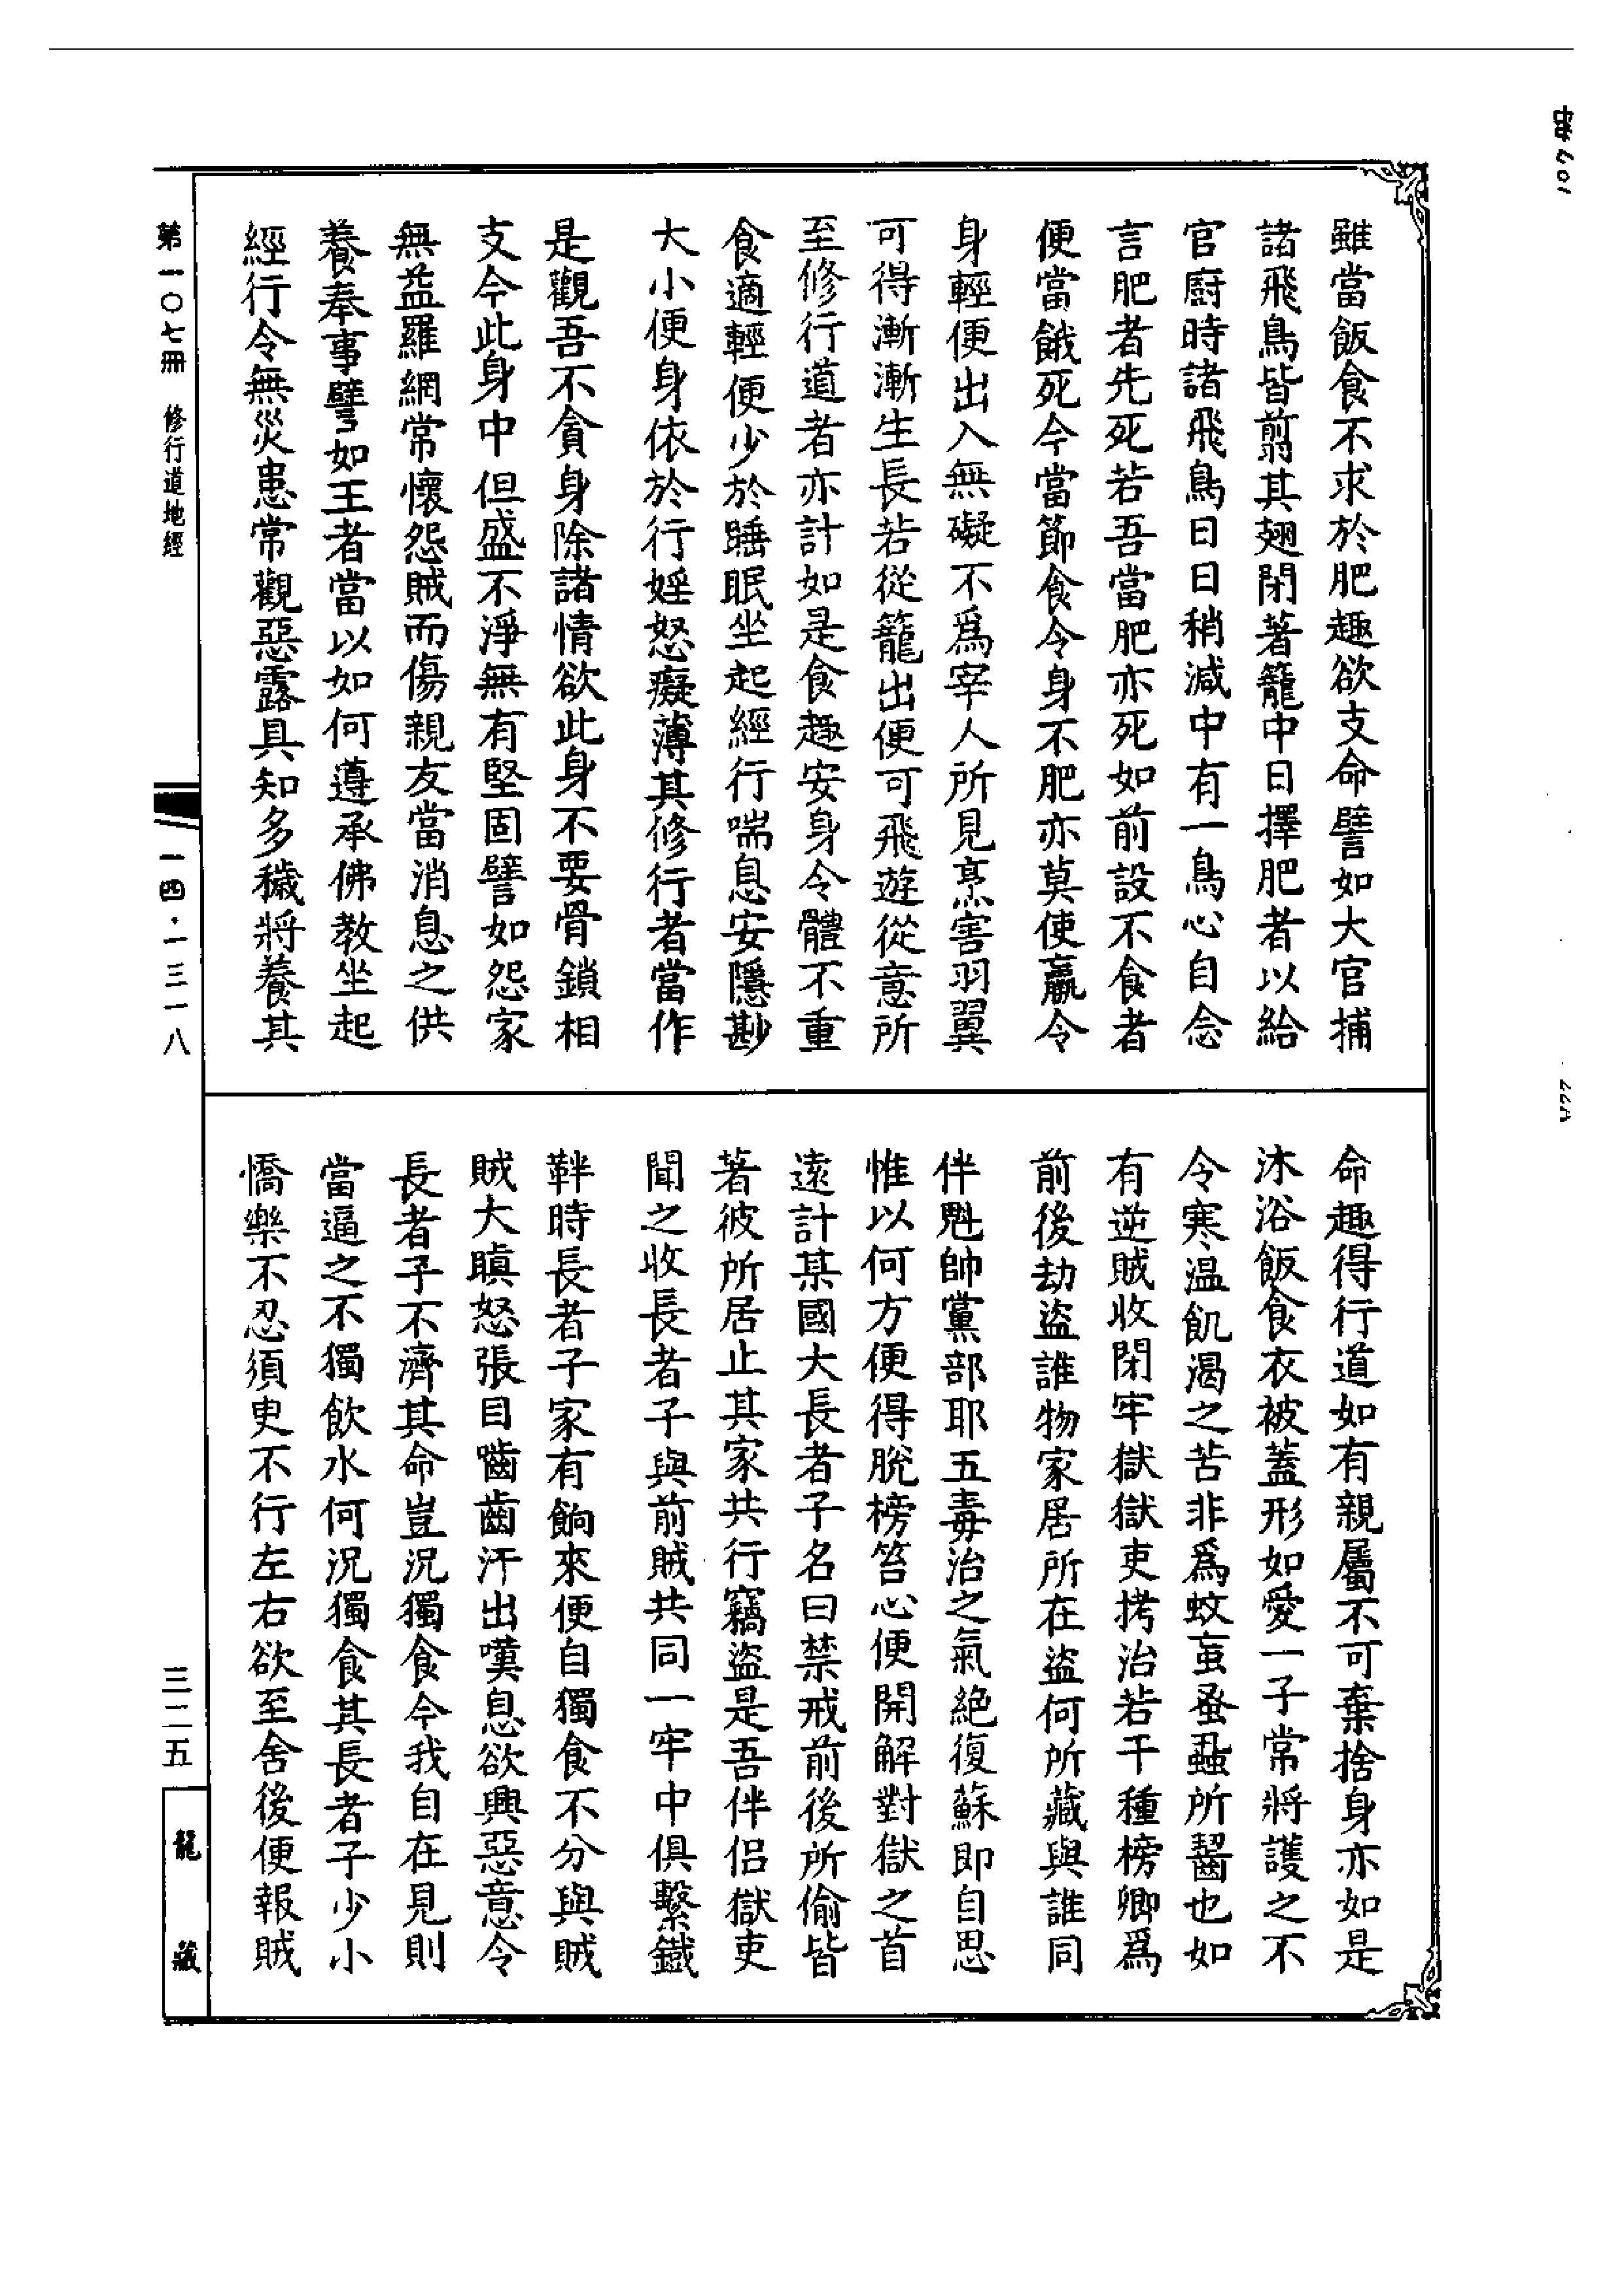 雖當飯食不求於肥趣欲支命譬如大官捕
諸飛鳥皆翦其翅閉著籠中日擇肥者以給
官廚時諸飛鳥日日稍減中有一鳥心自念
言肥者先死若吾當肥亦死如前設不食者
便當餓死今當節食令身不肥亦莫使羸令
身輕便出入無礙不爲宰人所見烹害羽翼
可得漸漸生長若從籠出便可飛遊從意所
至修行道者亦計如是食趣安身令體不重
食適輕便少於睡眠坐起經行喘息安隱尠
大小便身依於行婬怒癡薄其修行者當作
是觀吾不貪身除諸情欲此身不要骨鎖相
支今此身中但盛不淨無有堅固譬如怨家
無益羅網常懷怨賊而傷親友當消息之供
養奉事譬如王者當以如何遵承佛教坐起
經行令無災患常觀惡露具知多穢將養其
命趣得行道如有親屬不可棄捨身亦如是
沐浴飯食衣被蓋形如愛一子常將護之不
令寒温飢渴之苦非爲蚊䖟蚤蝨所齧也如
有逆賊收閉牢獄獄吏拷治若干種榜卿爲
前後劫盜誰物家居所在盜何所藏與誰同
伴魁帥黨部耶五毒治之氣絶復蘇即自思
惟以何方便得脫榜笞心便開解對獄之首
遠計某國大長者子名曰禁戒前後所偷皆
著彼所居止其家共行竊盜是吾伴侶獄吏
聞之收長者子與前賊共同一牢中俱繫鐵
靽時長者子家有餉來便自獨食不分與賊
賊大瞋怒張目嚙齒汗出嘆息欲興惡意令
長者子不濟其命豈況獨食今我自在見則
當逼之不獨飲水何況獨食其長者子少小
憍樂不忍須臾不行左右欲至舍後便報賊
第一〇七冊 修行道地經
一四·一三一八
三二五
龍藏
107